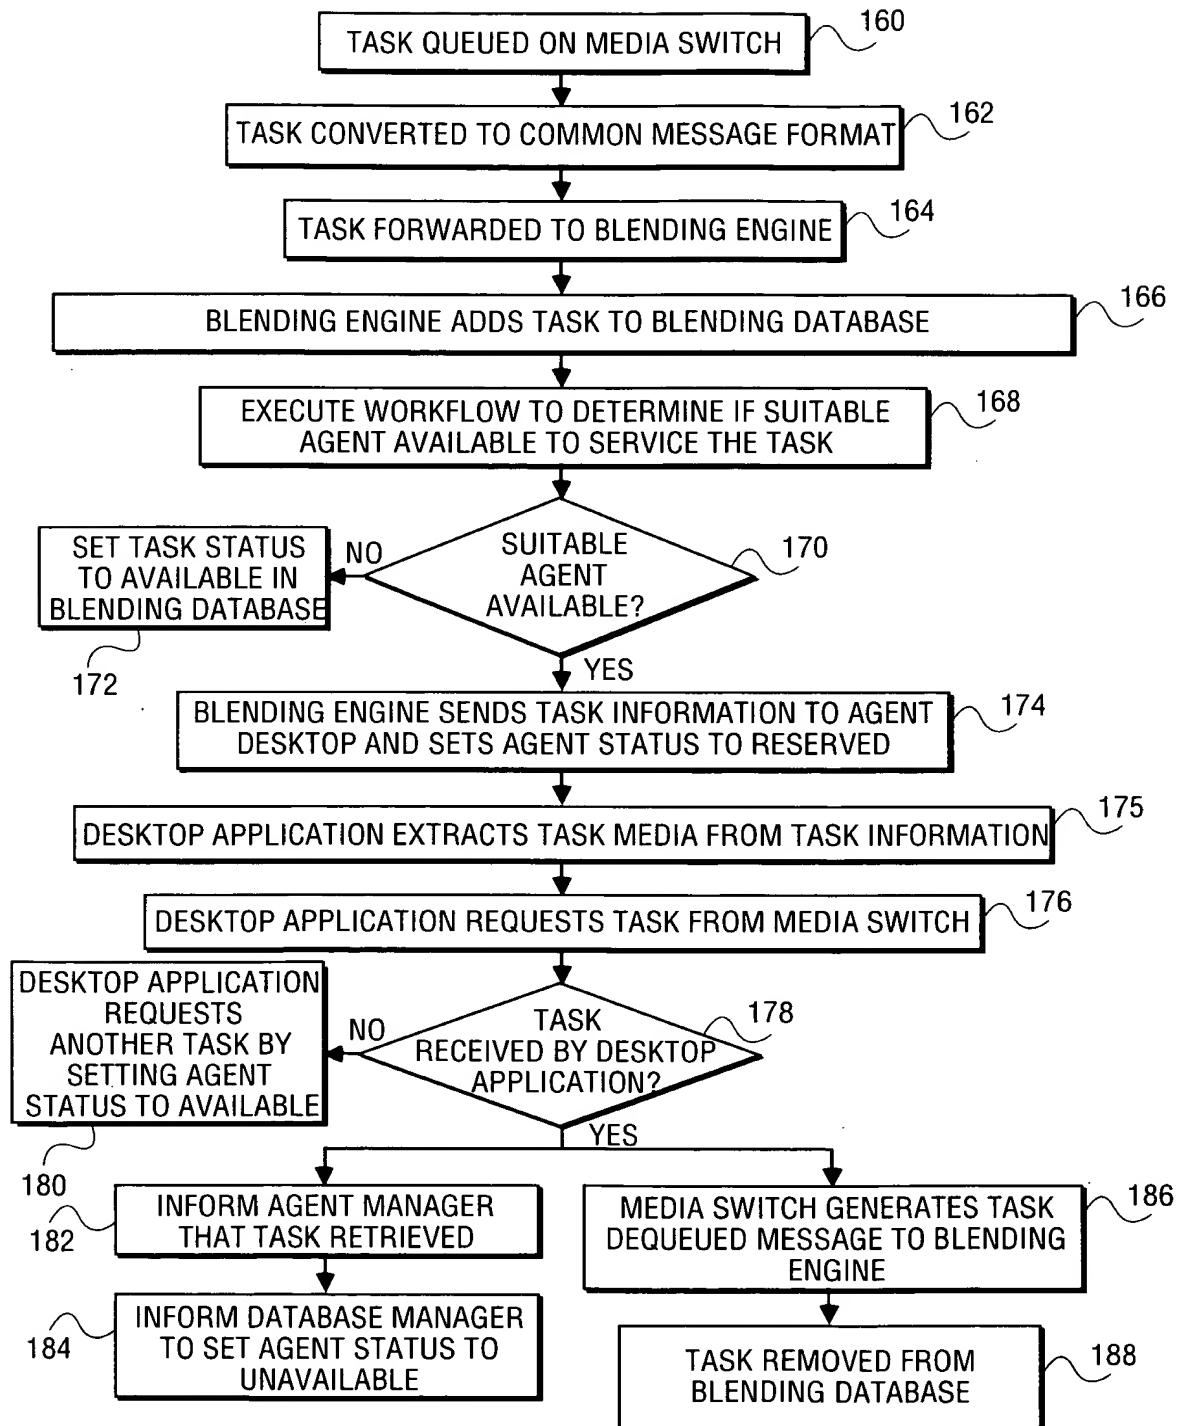 TASK QUEUED ON MEDIA SWITCH
160
TASK CONVERTED TO COMMON MESSAGE FORMAT
162
TASK FORWARDED TO BLENDING ENGINE
164
BLENDING ENGINE ADDS TASK TO BLENDING DATABASE
166
EXECUTE WORKFLOW TO DETERMINE IF SUITABLE
AGENT AVAILABLE TO SERVICE THE TASK
168
SUITABLE
AGENT
AVAILABLE?
170
NO
SET TASK STATUS
TO AVAILABLE IN
BLENDING DATABASE
172
YES
BLENDING ENGINE SENDS TASK INFORMATION TO AGENT
DESKTOP AND SETS AGENT STATUS TO RESERVED
174
DESKTOP APPLICATION EXTRACTS TASK MEDIA FROM TASK INFORMATION
175
DESKTOP APPLICATION REQUESTS TASK FROM MEDIA SWITCH
176
TASK
RECEIVED BY DESKTOP
APPLICATION?
178
NO
DESKTOP APPLICATION
REQUESTS
ANOTHER TASK BY
SETTING AGENT
STATUS TO AVAILABLE
180
YES
INFORM AGENT MANAGER
THAT TASK RETRIEVED
182
INFORM DATABASE MANAGER
TO SET AGENT STATUS TO
UNAVAILABLE
184
MEDIA SWITCH GENERATES TASK
DEQUEUED MESSAGE TO BLENDING
ENGINE
186
TASK REMOVED FROM
BLENDING DATABASE
188